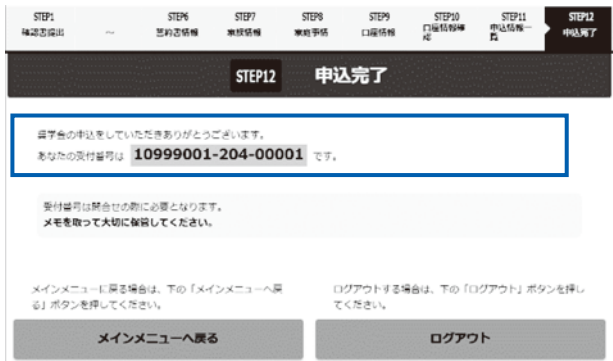 STEP1
確認書提出
～
STEP6
誓約書情報
STEP7
家族情報
STEP8
家庭事情
STEP9
口座情報
STEP10
口座情報確
認
STEP11
申込情報一
覧
STEP12
申込完了
STEP12 申込完了
奨学金の申込をしていただきありがとうございます。
あなたの受付番号は 10999001-204-00001 です。
受付番号は問合せの際に必要となります。
メモを取って大切に保管してください。
メインメニューに戻る場合は、下の「メインメニューへ戻
る」ボタンを押してください。
ログアウトする場合は、下の「ログアウト」ボタンを押し
てください。
メインメニューへ戻る
ログアウト